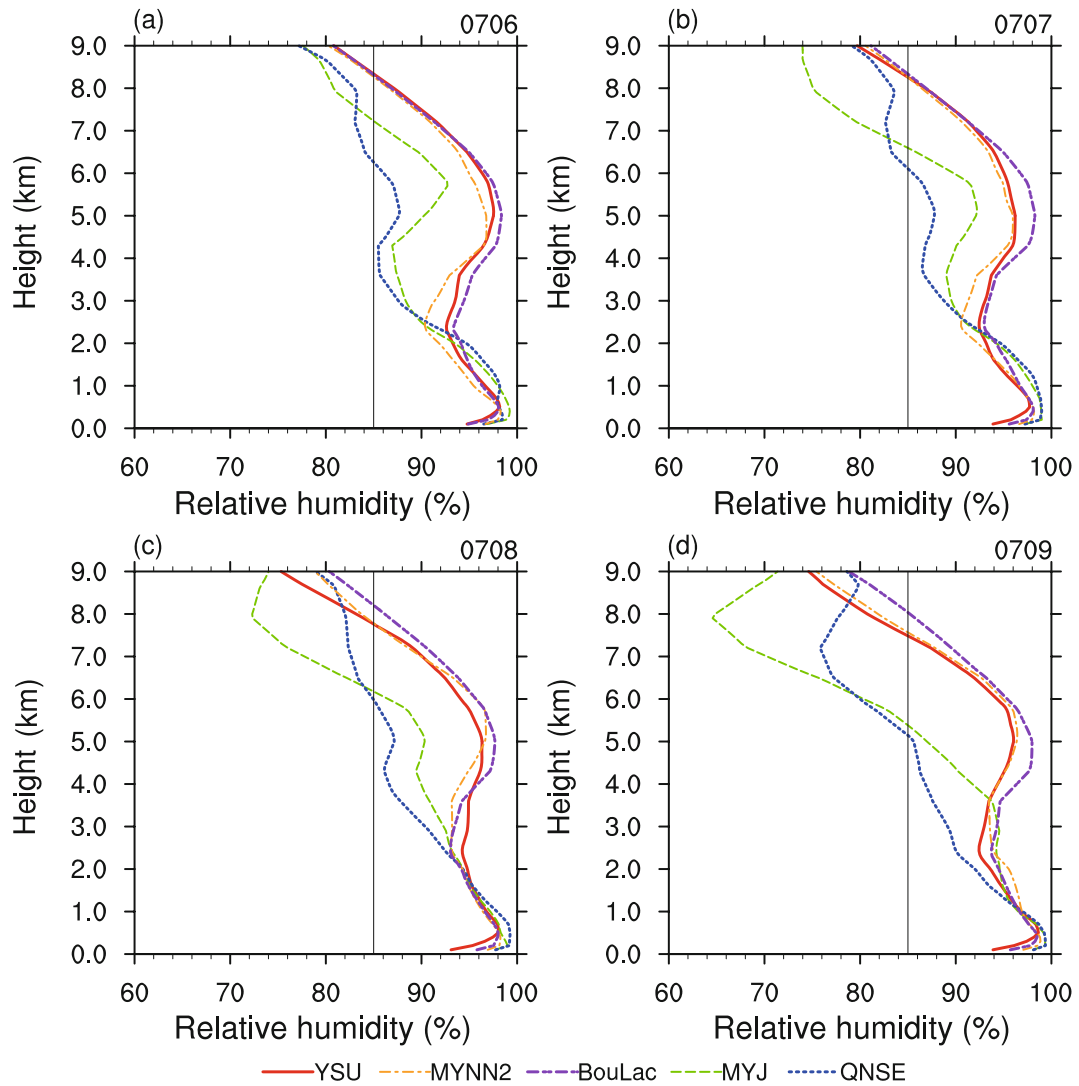 (a) 0706
9.0
8.0
7.0
6.0
5.0
4.0
3.0
2.0
1.0
0.0
Height (km)
60 70 80 90 100
Relative humidity (%)
(b) 0707
9.0
8.0
7.0
6.0
5.0
4.0
3.0
2.0
1.0
0.0
Height (km)
60 70 80 90 100
Relative humidity (%)
(c) 0708
9.0
8.0
7.0
6.0
5.0
4.0
3.0
2.0
1.0
0.0
Height (km)
60 70 80 90 100
Relative humidity (%)
(d) 0709
9.0
8.0
7.0
6.0
5.0
4.0
3.0
2.0
1.0
0.0
Height (km)
60 70 80 90 100
Relative humidity (%)
YSU MYNN2 BouLac MYJ QNSE